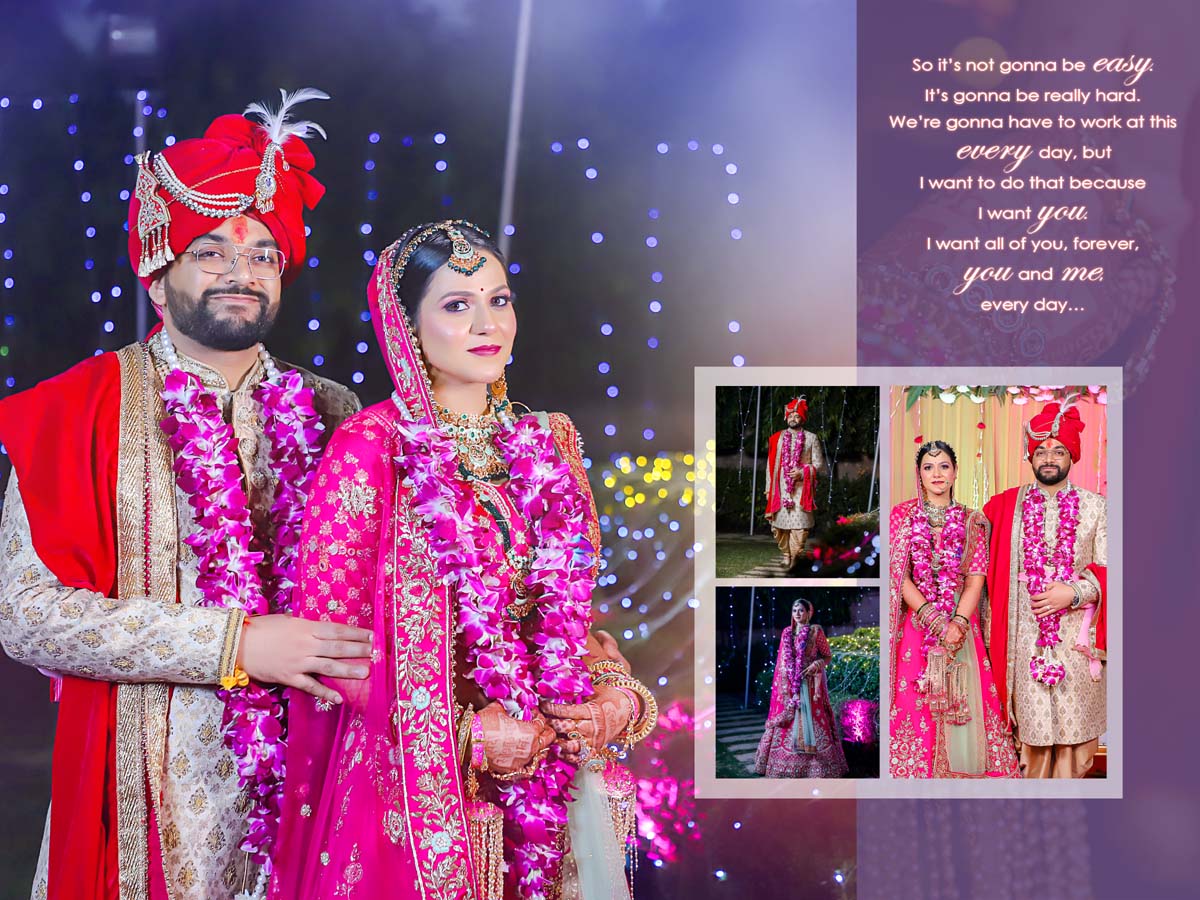 So it's not gonna be easy.
It's gonna be really hard.
We're gonna have to work at this
every day, but
I want to do that because
I want you.
I want all of you, forever,
you and me,
every day...